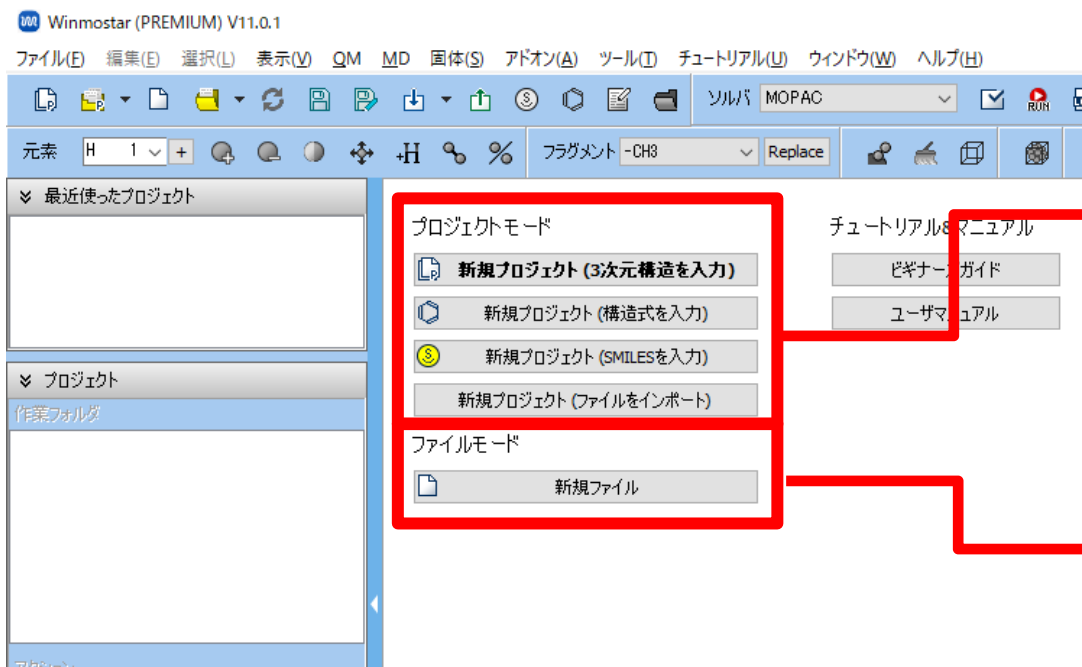 Winmostar (PREMIUM) V11.0.1
ファイル(F) 編集(E) 選択(L) 表示(V) QM MD 固体(S) アドオン(A) ツール(T) チュートリアル(U) ウィンドウ(W) ヘルプ(H)
ソルバ MOPAC RUN
元素 H 1 + +H % フラグメント -CH3 Replace
最近使ったプロジェクト
プロジェクトモード
チュートリアル&マニュアル
新規プロジェクト (3次元構造を入力)
ビギナーズガイド
新規プロジェクト (構造式を入力)
ユーザマニュアル
新規プロジェクト (SMILESを入力)
プロジェクト
新規プロジェクト (ファイルをインポート)
作業フォルダ
ファイルモード
新規ファイル